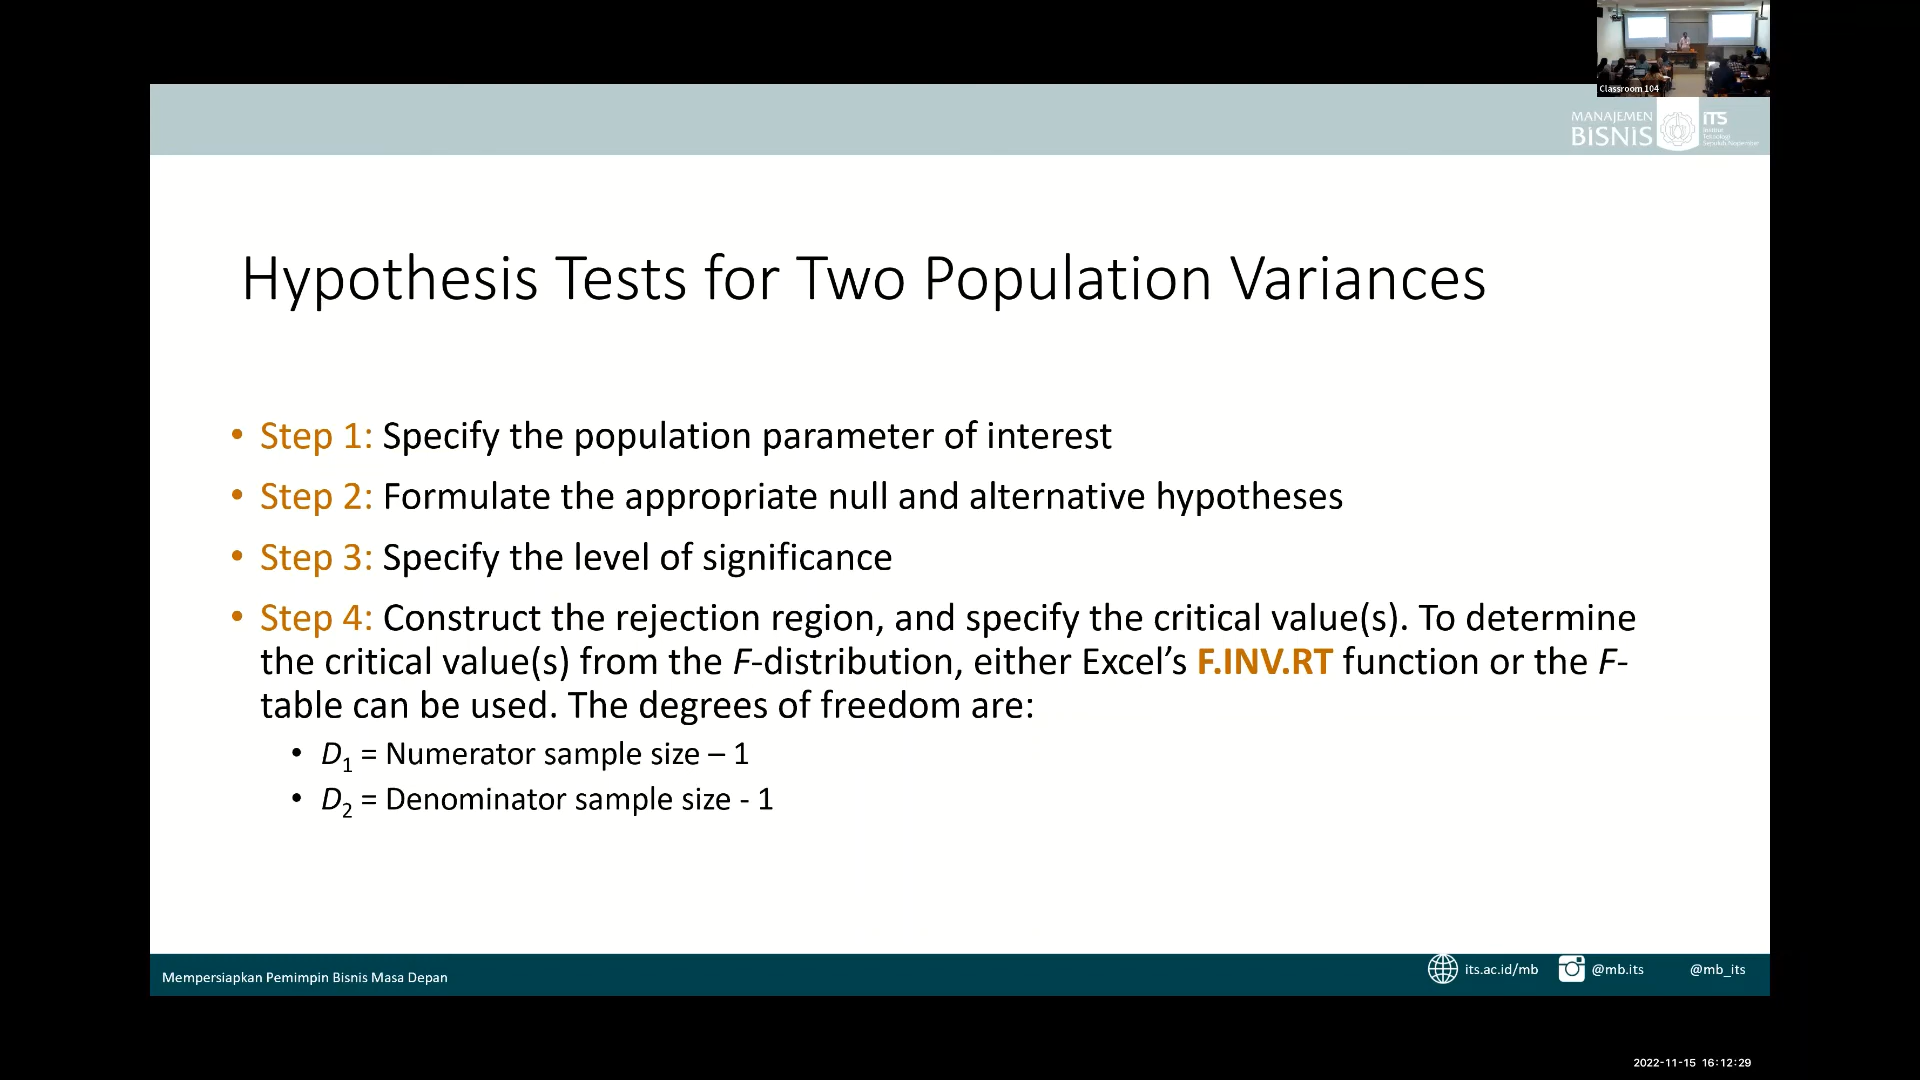 Classroom 104
MANAJEMEN
BISNIS
ITS
Institut
Teknologi
Sepuluh Nopember
Hypothesis Tests for Two Population Variances
• Step 1: Specify the population parameter of interest
• Step 2: Formulate the appropriate null and alternative hypotheses
• Step 3: Specify the level of significance
• Step 4: Construct the rejection region, and specify the critical value(s). To determine
the critical value(s) from the F-distribution, either Excel’s F.INV.RT function or the F-
table can be used. The degrees of freedom are:
• D₁ = Numerator sample size – 1
• D₂ = Denominator sample size - 1
Mempersiapkan Pemimpin Bisnis Masa Depan
its.ac.id/mb @mb.its @mb_its
2022-11-15 16:12:29